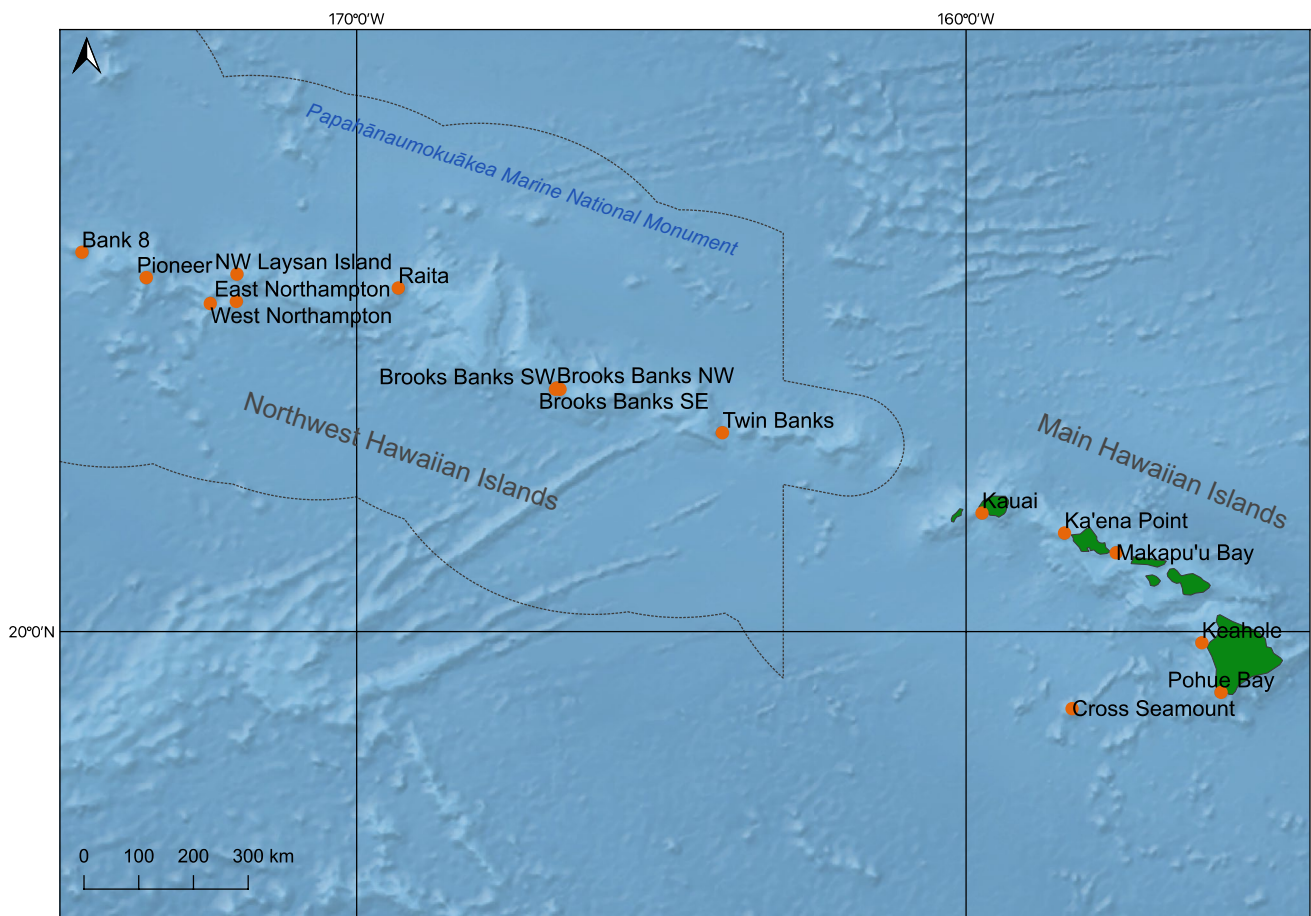 170°0'W
160°0'W
Papahānaumokuākea Marine National Monument
Bank 8
Pioneer
NW Laysan Island
Raita
East Northampton
West Northampton
Brooks Banks SW
Brooks Banks NW
Brooks Banks SE
Twin Banks
Northwest Hawaiian Islands
Main Hawaiian Islands
Kauai
Ka'ena Point
Makapu'u Bay
20°0'N
Keahole
Pohue Bay
Cross Seamount
0 100 200 300 km